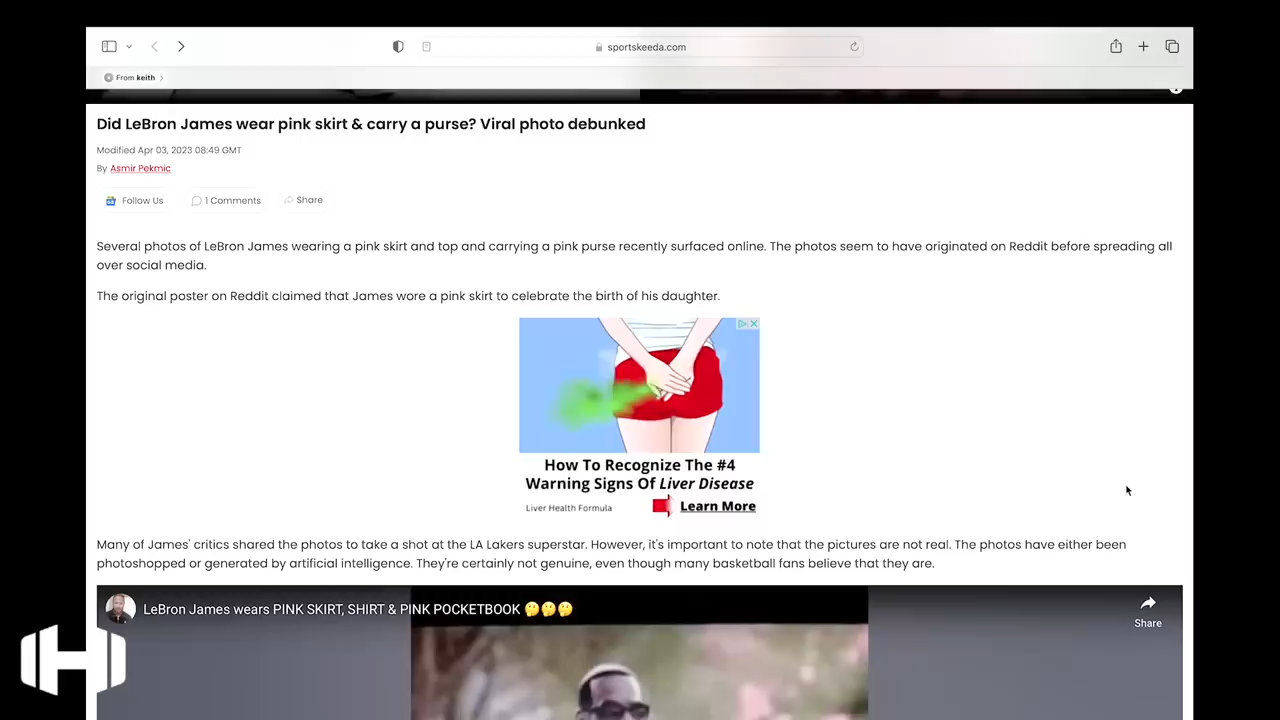 sportskeeda.com
From keith
Did LeBron James wear pink skirt & carry a purse? Viral photo debunked
Modified Apr 03, 2023 08:49 GMT
By Asmir Pekmic
Follow Us
1 Comments
Share
Several photos of LeBron James wearing a pink skirt and top and carrying a pink purse recently surfaced online. The photos seem to have originated on Reddit before spreading all
over social media.
The original poster on Reddit claimed that James wore a pink skirt to celebrate the birth of his daughter.
How To Recognize The #4
Warning Signs Of Liver Disease
Liver Health Formula
Learn More
Many of James' critics shared the photos to take a shot at the LA Lakers superstar. However, it's important to note that the pictures are not real. The photos have either been
photoshopped or generated by artificial intelligence. They're certainly not genuine, even though many basketball fans believe that they are.
LeBron James wears PINK SKIRT, SHIRT & PINK POCKETBOOK 🤔🤔🤔
Share
H